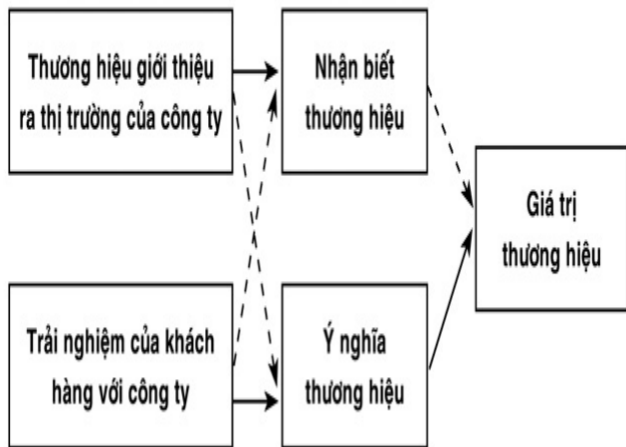 Thương hiệu giới thiệu
ra thị trường của công ty
Nhận biết
thương hiệu
Giá trị
thương hiệu
Trải nghiệm của khách
hàng với công ty
Ý nghĩa
thương hiệu